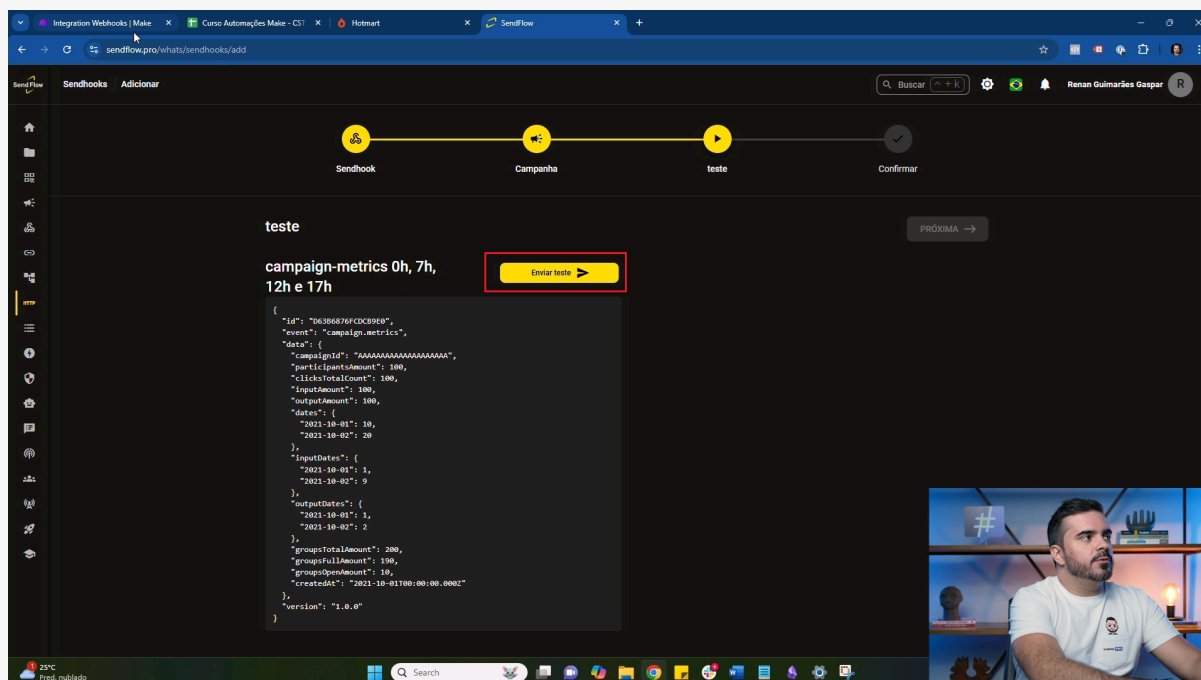 Integration Webhooks | Make
Curso Automações Make - CST
Hotmart
SendFlow
sendflow.pro/whats/sendhooks/add
Send Flow
Sendhooks
Adicionar
Buscar
^ + k
Renan Guimarães Gaspar
R
Sendhook
Campanha
teste
Confirmar
teste
PRÓXIMA →
campaign-metrics 0h, 7h,
12h e 17h
Enviar teste
HTTP
{
"id": "D63B6876FCDCB9E0",
"event": "campaign.metrics",
"data": {
"campaignId": "AAAAAAAAAAAAAAAAAAAA",
"participantsAmount": 100,
"clicksTotalCount": 100,
"inputAmount": 100,
"outputAmount": 100,
"dates": {
"2021-10-01": 10,
"2021-10-02": 20
},
"inputDates": {
"2021-10-01": 1,
"2021-10-02": 9
},
"outputDates": {
"2021-10-01": 1,
"2021-10-02": 2
},
"groupsTotalAmount": 200,
"groupsFullAmount": 190,
"groupsOpenAmount": 10,
"createdAt": "2021-10-01T00:00:00.000Z"
},
"version": "1.0.0"
}
1
25°C
Pred. nublado
Search